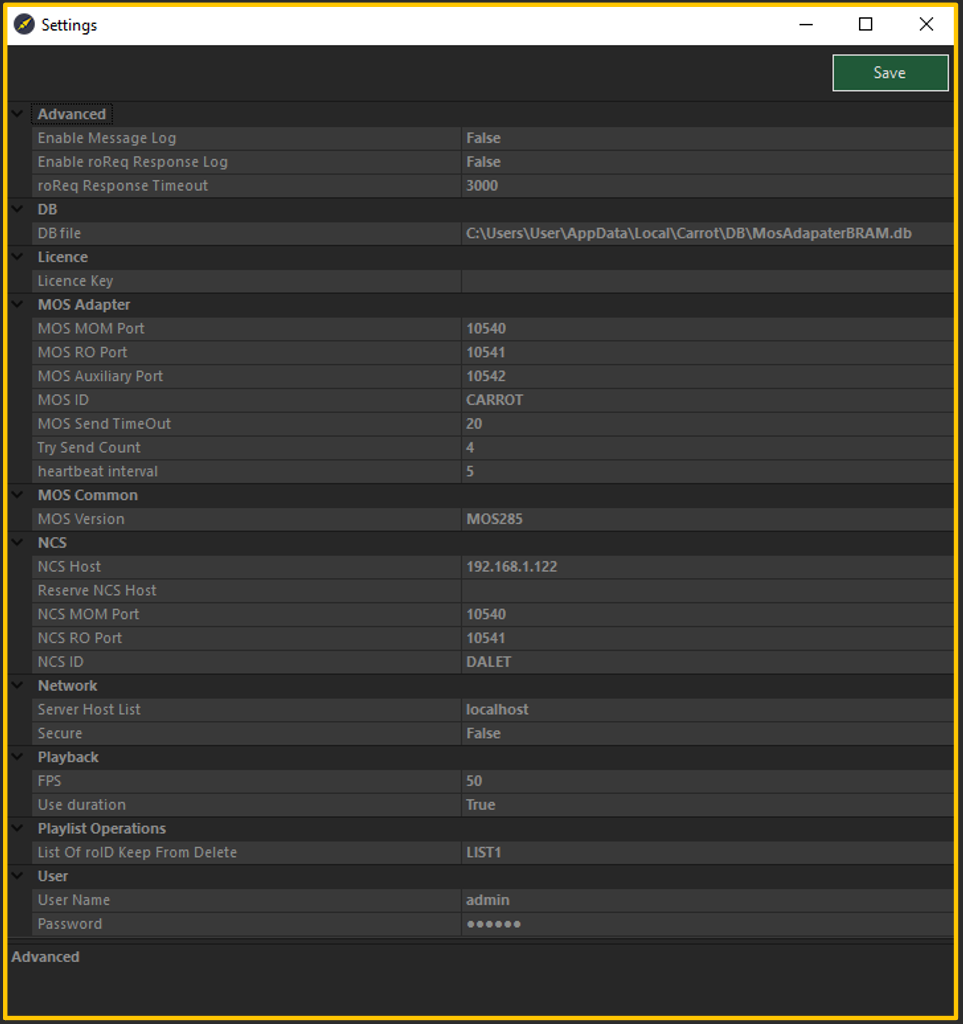 Settings
Save
Advanced
Enable Message Log False
Enable roReq Response Log False
roReq Response Timeout 3000
DB
DB file C:\Users\User\AppData\Local\Carrot\DB\MosAdapaterBRAM.db
Licence
Licence Key
MOS Adapter
MOS MOM Port 10540
MOS RO Port 10541
MOS Auxiliary Port 10542
MOS ID CARROT
MOS Send TimeOut 20
Try Send Count 4
heartbeat interval 5
MOS Common
MOS Version MOS285
NCS
NCS Host 192.168.1.122
Reserve NCS Host
NCS MOM Port 10540
NCS RO Port 10541
NCS ID DALET
Network
Server Host List localhost
Secure False
Playback
FPS 50
Use duration True
Playlist Operations
List Of roID Keep From Delete LIST1
User
User Name admin
Password ●●●●●●
Advanced